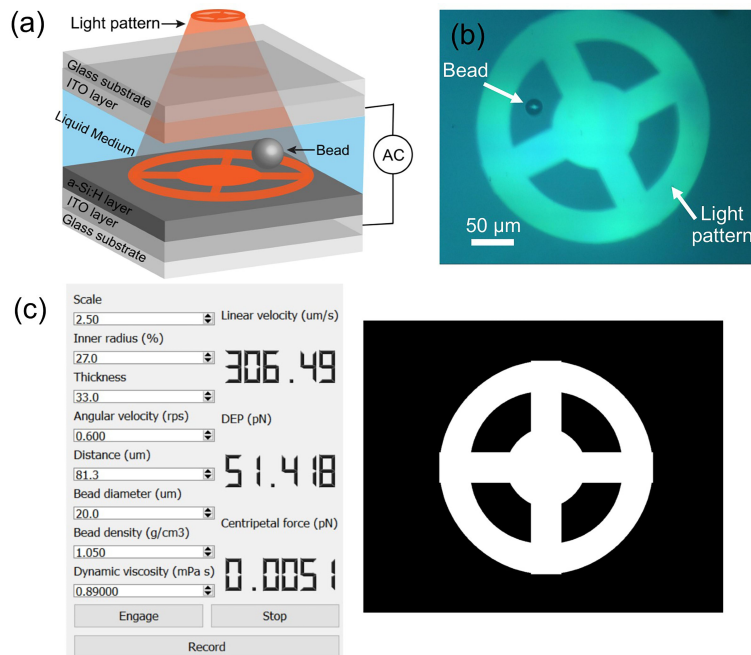 (a)
Light pattern
Glass substrate
ITO layer
Liquid Medium
Bead
AC
a-Si:H layer
ITO layer
Glass substrate
(b)
Bead
50 µm
Light
pattern
(c)
Scale
2.50
Inner radius (%)
27.0
Thickness
33.0
Angular velocity (rps)
0.600
Distance (um)
81.3
Bead diameter (um)
20.0
Bead density (g/cm3)
1.050
Dynamic viscosity (mPa s)
0.89000
Linear velocity (um/s)
306.49
DEP (pN)
51.418
Centripetal force (pN)
0.0051
Engage
Stop
Record